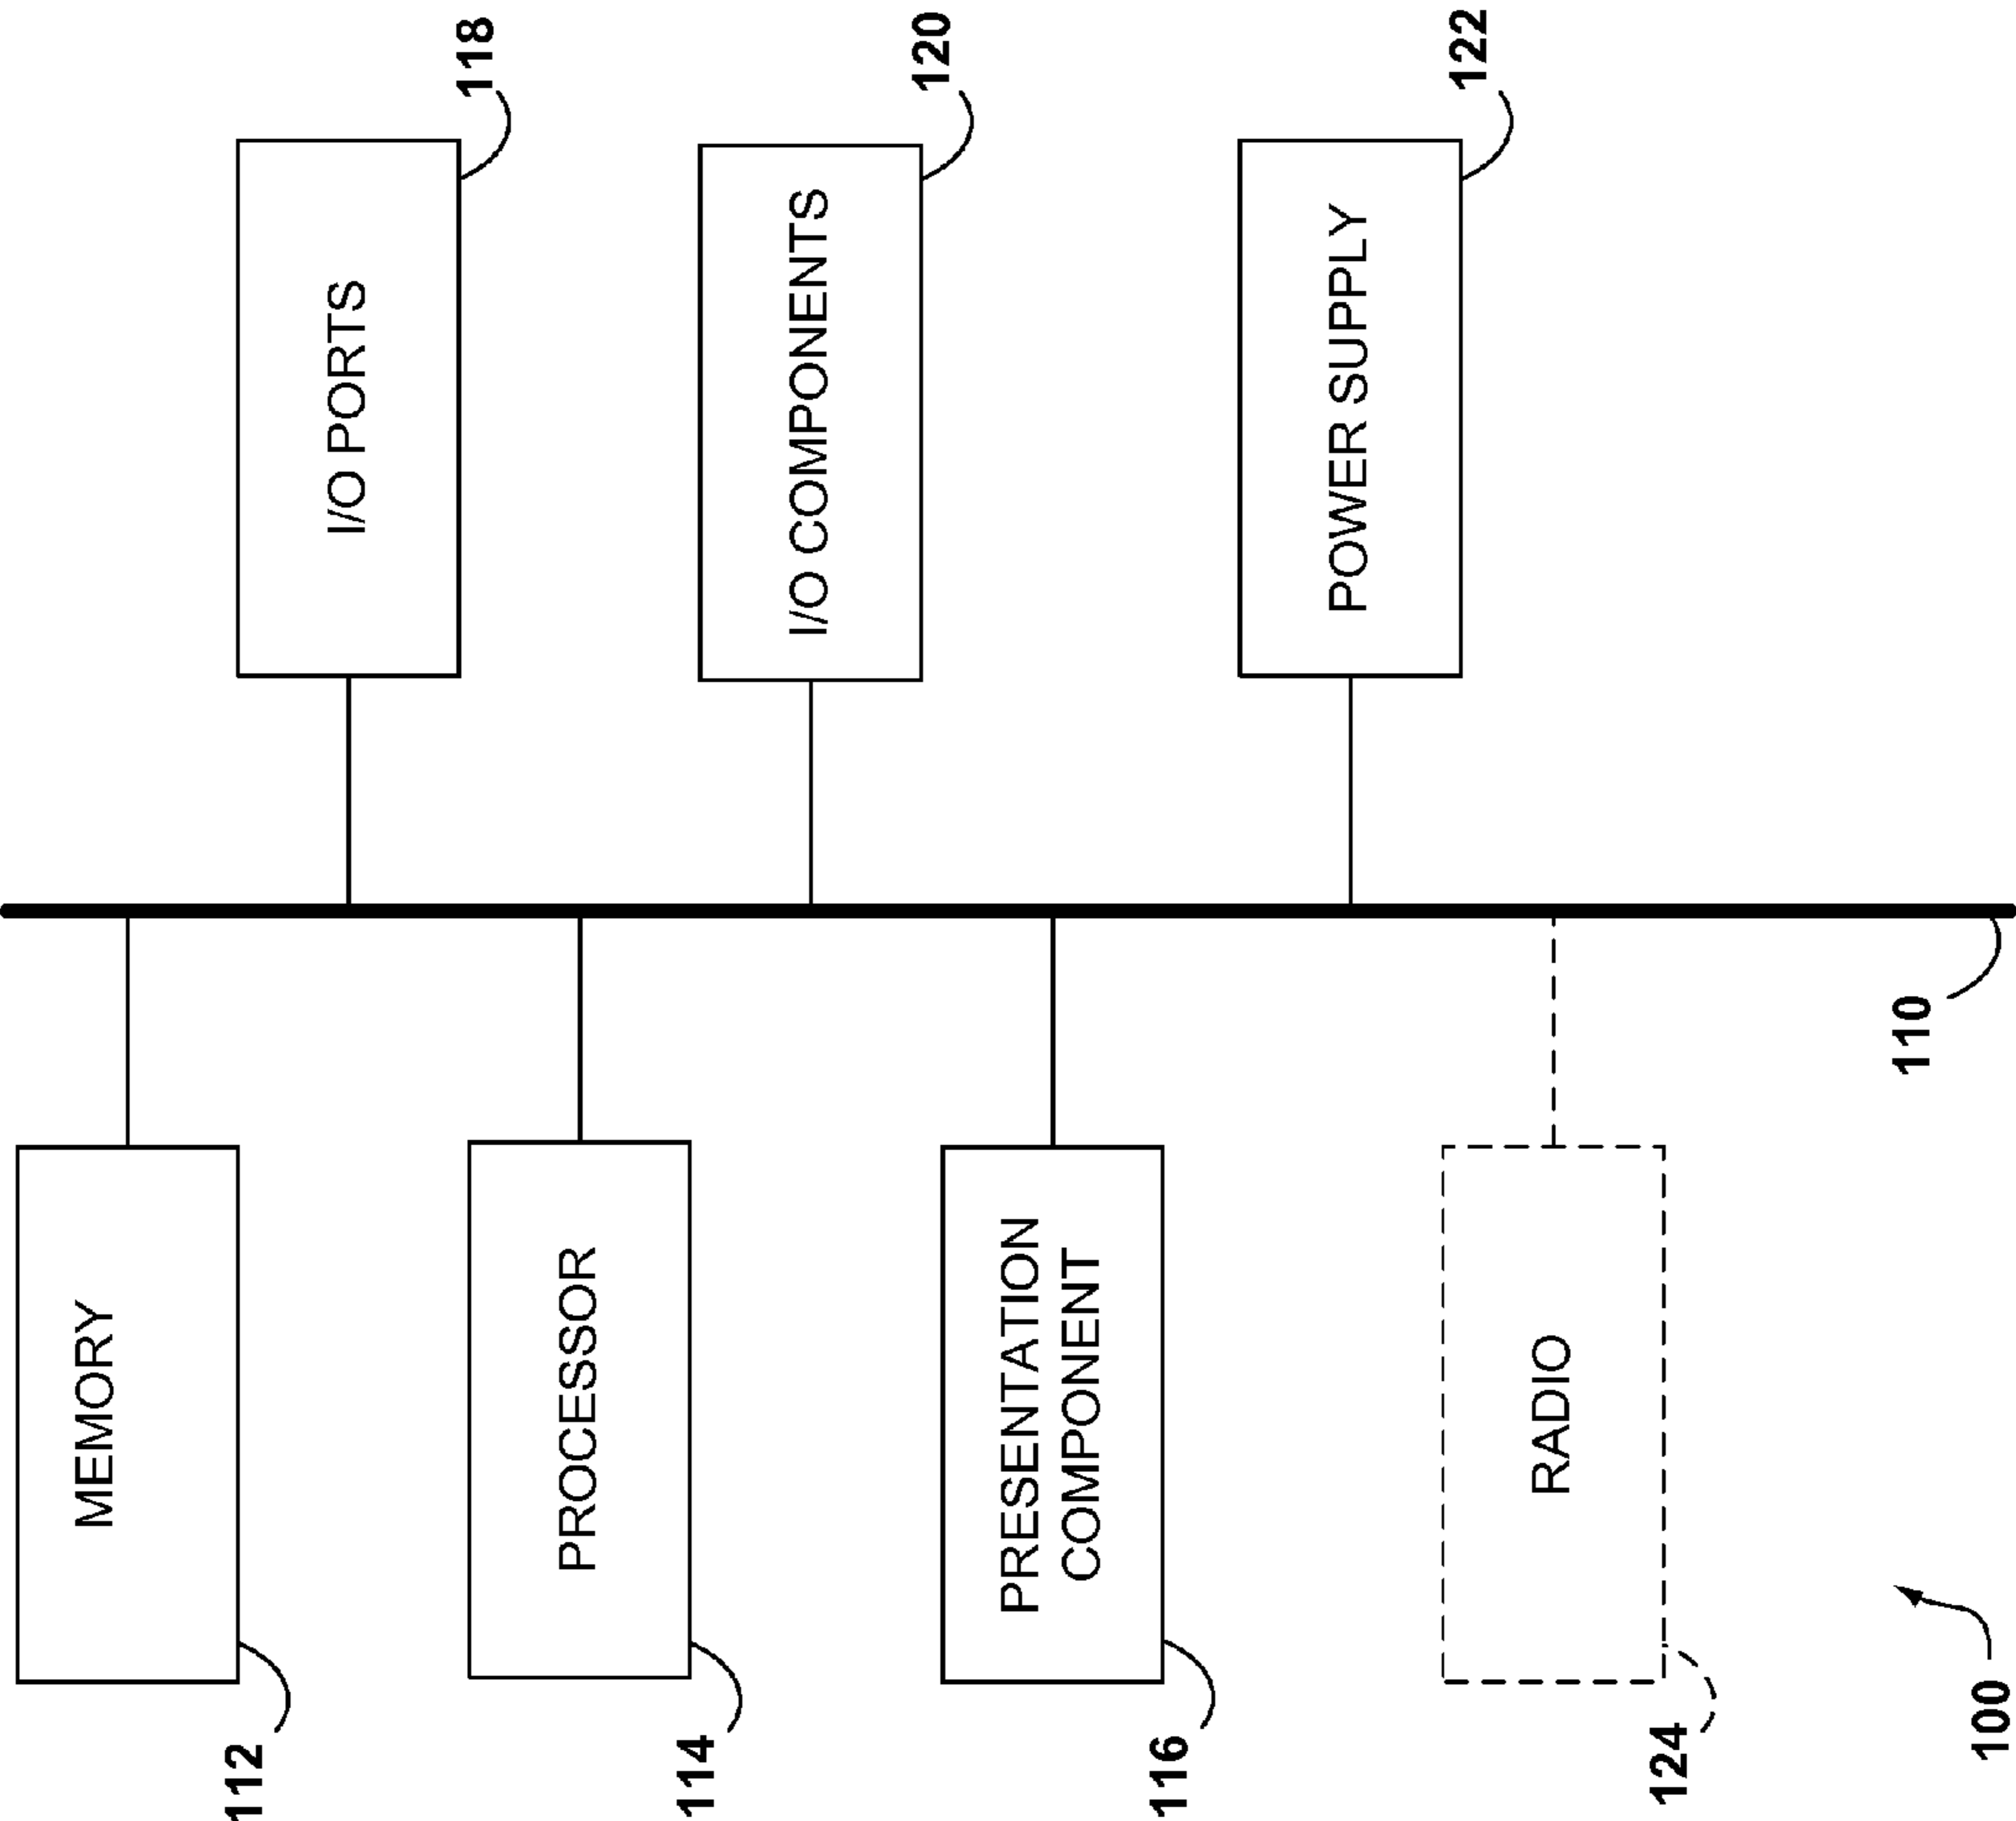 MEMORY
112
PROCESSOR
114
PRESENTATION
COMPONENT
116
RADIO
124
I/O PORTS
118
I/O COMPONENTS
120
POWER SUPPLY
122
110
100